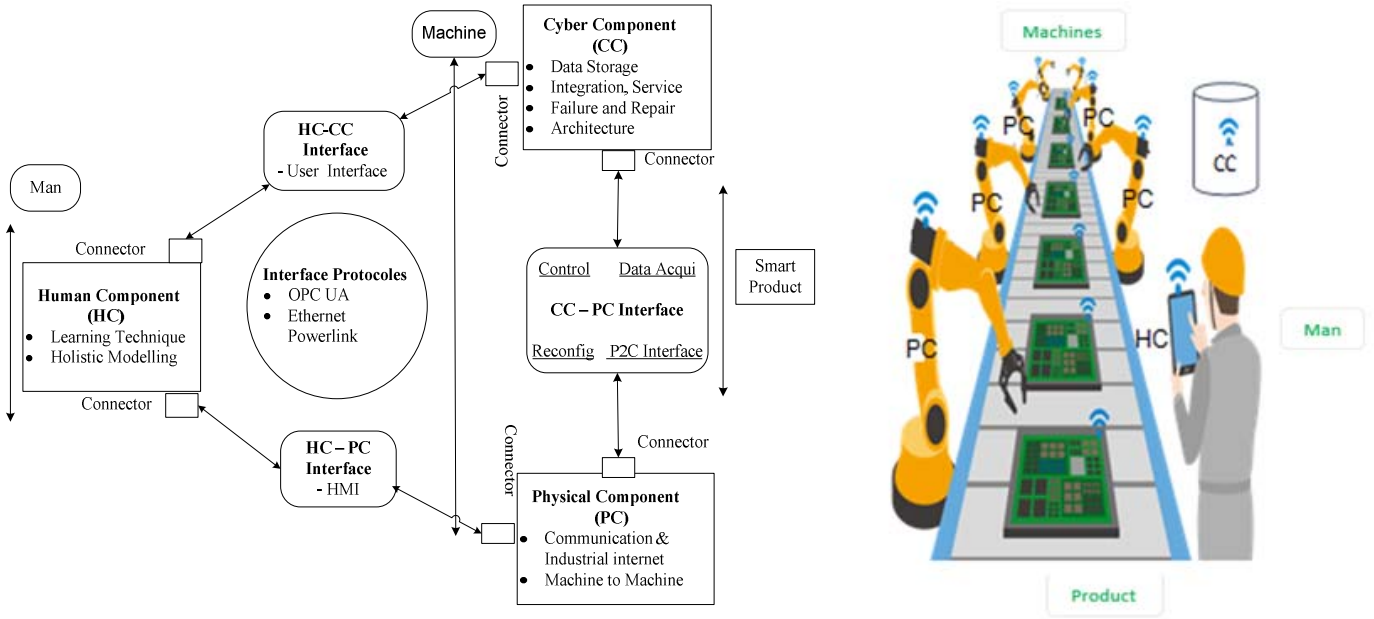 Machine
Cyber Component
(CC)
● Data Storage
● Integration, Service
● Failure and Repair
● Architecture
Connector
Connector
HC-CC
Interface
- User Interface
Man
Connector
Human Component
(HC)
● Learning Technique
● Holistic Modelling
Connector
Interface Protocoles
● OPC UA
● Ethernet
Powerlink
Control Data Acqui
CC – PC Interface
Reconfig P2C Interface
Smart
Product
HC – PC
Interface
- HMI
Connector
Connector
Physical Component
(PC)
● Communication &
Industrial internet
● Machine to Machine
Machines
PC
PC
CC
PC
PC
PC
HC
Man
Product